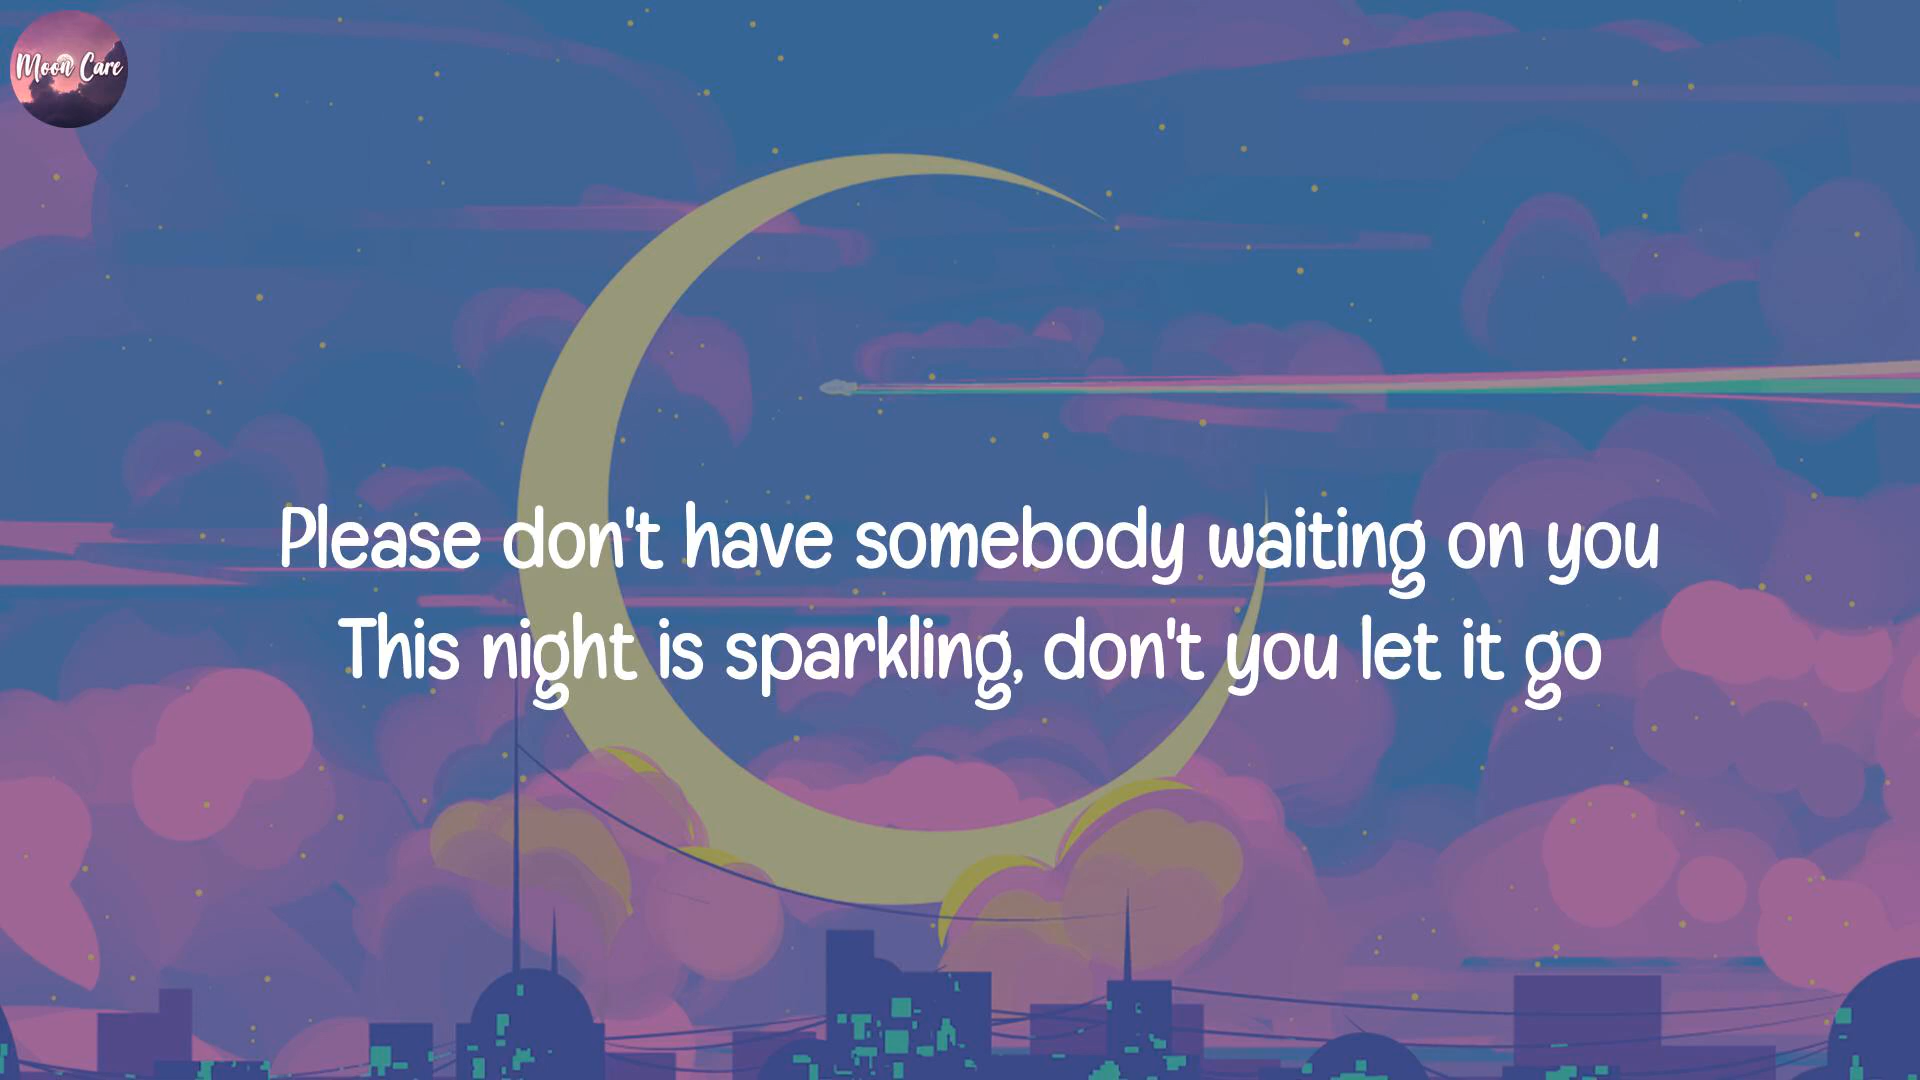 Moon Care
Please don't have somebody waiting on you
This night is sparkling, don't you let it go